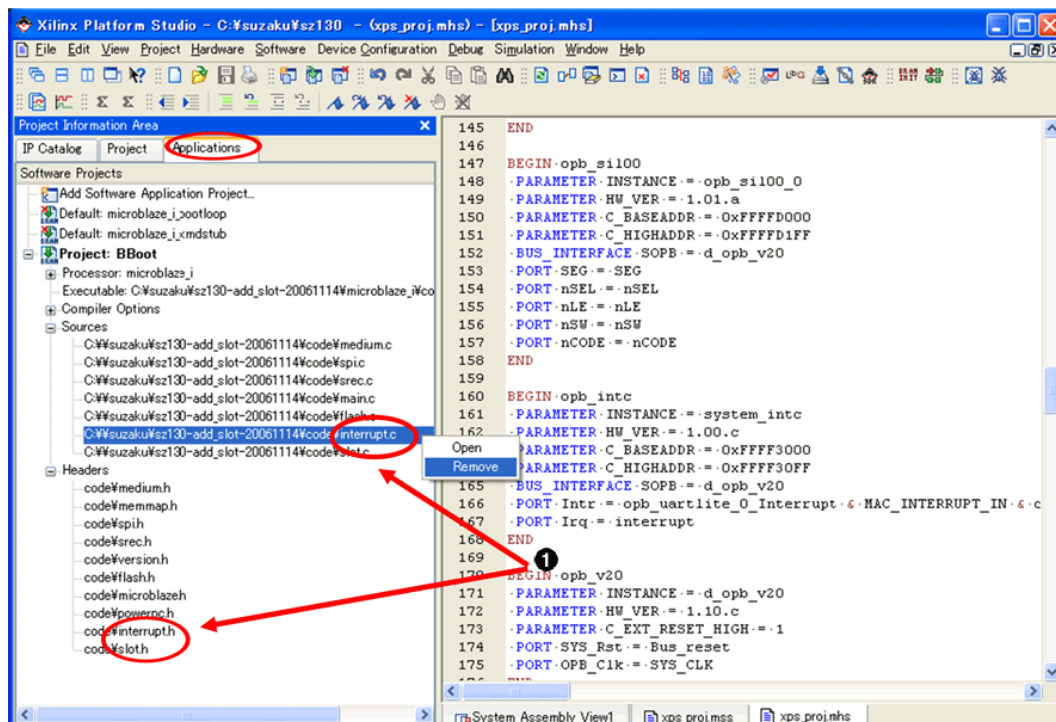 Xilinx Platform Studio - C:¥suzaku¥sz130 - (xps_proj.mhs) - [xps_proj.mhs]
File Edit View Project Hardware Software Device Configuration Debug Simulation Window Help
Project Information Area
IP Catalog Project Applications
Software Projects
Add Software Application Project...
Default: microblaze_i_bootloop
Default: microblaze_i_xmdstub
Project: BBoot
Processor: microblaze_i
Executable: C:¥suzaku¥sz130-add_slot-20061114¥microblaze_i¥co
Compiler Options
Sources
C:¥¥suzaku¥sz130-add_slot-20061114¥code¥medium.c
C:¥¥suzaku¥sz130-add_slot-20061114¥code¥spi.c
C:¥¥suzaku¥sz130-add_slot-20061114¥code¥srec.c
C:¥¥suzaku¥sz130-add_slot-20061114¥code¥main.c
C:¥¥suzaku¥sz130-add_slot-20061114¥code¥flash.c
C:¥¥suzaku¥sz130-add_slot-20061114¥code¥interrupt.c
C:¥¥suzaku¥sz130-add_slot-20061114¥code¥slot.c
Headers
code¥medium.h
code¥memmap.h
code¥spi.h
code¥srec.h
code¥version.h
code¥flash.h
code¥microblaze.h
code¥powerpc.h
code¥interrupt.h
code¥slot.h
Open
Remove
1
145 END
146
147 BEGIN·opb_sil00
148 ·PARAMETER·INSTANCE·=·opb_sil00_0
149 ·PARAMETER·HW_VER·=·1.01.a
150 ·PARAMETER·C_BASEADDR·=·0xFFFFD000
151 ·PARAMETER·C_HIGHADDR·=·0xFFFFD1FF
152 ·BUS_INTERFACE·SOPB·=·d_opb_v20
153 ·PORT·SEG·=·SEG
154 ·PORT·nSEL·=·nSEL
155 ·PORT·nLE·=·nLE
156 ·PORT·nSW·=·nSW
157 ·PORT·nCODE·=·nCODE
158 END
159
160 BEGIN·opb_intc
161 ·PARAMETER·INSTANCE·=·system_intc
162 ·PARAMETER·HW_VER·=·1.00.c
PARAMETER·C_BASEADDR·=·0xFFFF3000
PARAMETER·C_HIGHADDR·=·0xFFFF30FF
165 ·BUS_INTERFACE·SOPB·=·d_opb_v20
166 ·PORT·Intr·=·opb_uartlite_0_Interrupt·&·MAC_INTERRUPT_IN·&·c
167 ·PORT·Irq·=·interrupt
168 END
169
170 BEGIN·opb_v20
171 ·PARAMETER·INSTANCE·=·d_opb_v20
172 ·PARAMETER·HW_VER·=·1.10.c
173 ·PARAMETER·C_EXT_RESET_HIGH·=·1
174 ·PORT·SYS_Rst·=·Bus_reset
175 ·PORT·OPB_Clk·=·SYS_CLK
System Assembly View1 xps_proj.mss xps_proj.mhs